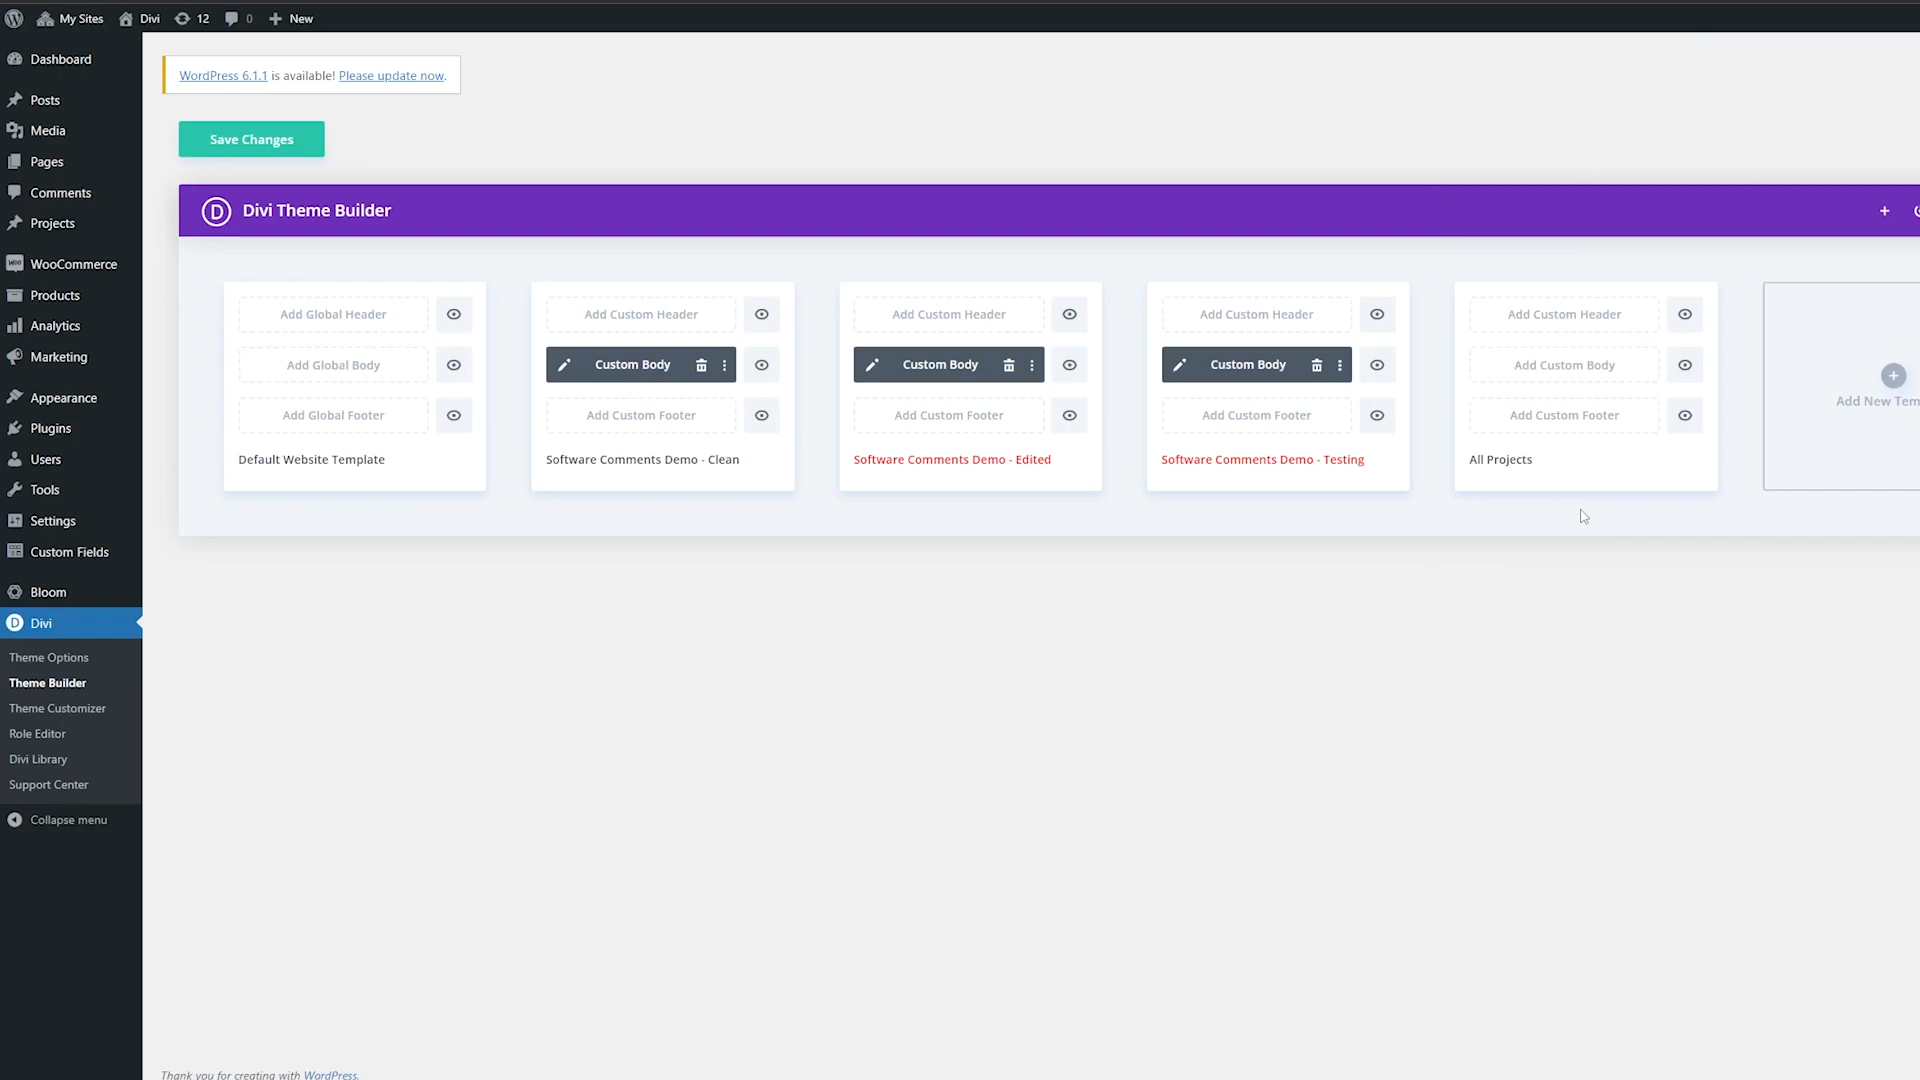 My Sites
Divi
12
0
New
Dashboard
Posts
Media
Pages
Comments
Projects
WooCommerce
Products
Analytics
Marketing
Appearance
Plugins
Users
Tools
Settings
Custom Fields
Bloom
Divi
Theme Options
Theme Builder
Theme Customizer
Role Editor
Divi Library
Support Center
Collapse menu
WordPress 6.1.1 is available! Please update now.
Save Changes
Divi Theme Builder
Add Global Header
Add Global Body
Add Global Footer
Default Website Template
Add Custom Header
Custom Body
Add Custom Footer
Software Comments Demo - Clean
Add Custom Header
Custom Body
Add Custom Footer
Software Comments Demo - Edited
Add Custom Header
Custom Body
Add Custom Footer
Software Comments Demo - Testing
Add Custom Header
Add Custom Body
Add Custom Footer
All Projects
Add New Tem
Thank you for creating with WordPress.